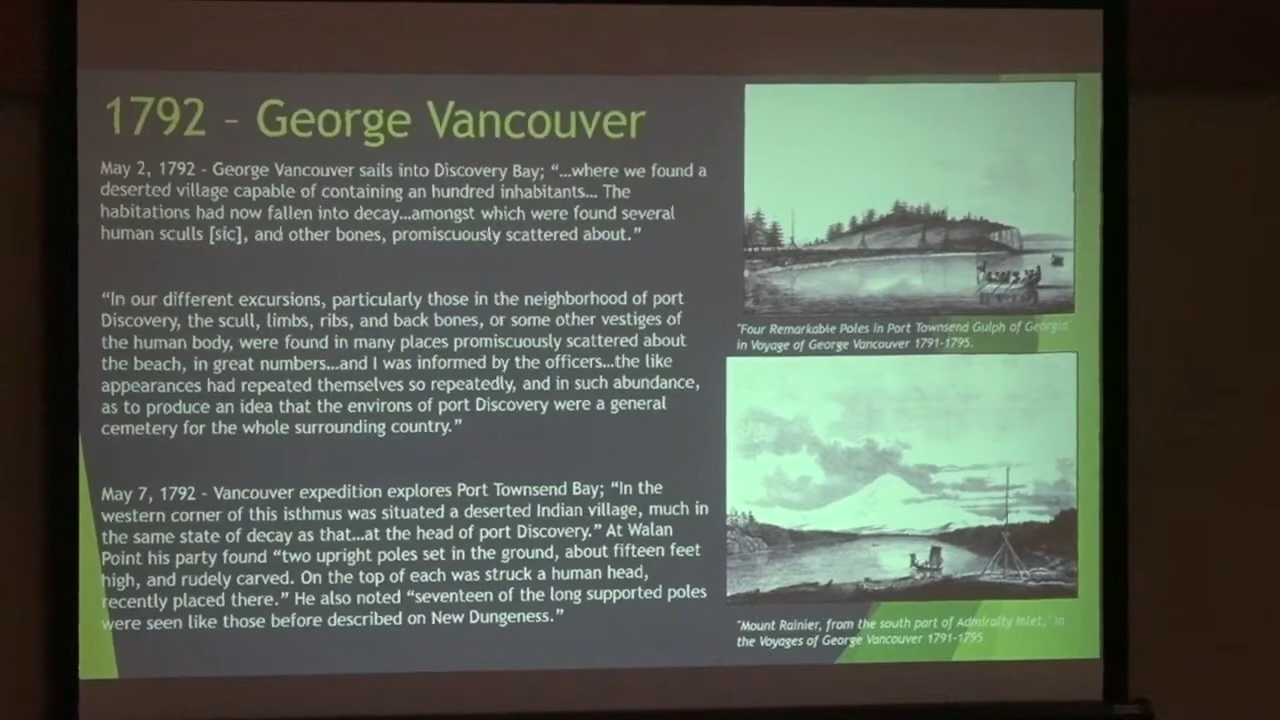 1792 - George Vancouver
May 2, 1792 - George Vancouver sails into Discovery Bay; “…where we found a
deserted village capable of containing an hundred inhabitants… The
habitations had now fallen into decay…amongst which were found several
human sculls [sic], and other bones, promiscuously scattered about.”
“In our different excursions, particularly those in the neighborhood of port
Discovery, the scull, limbs, ribs, and back bones, or some other vestiges of
the human body, were found in many places promiscuously scattered about
the beach, in great numbers…and I was informed by the officers…the like
appearances had repeated themselves so repeatedly, and in such abundance,
as to produce an idea that the environs of port Discovery were a general
cemetery for the whole surrounding country.”
May 7, 1792 - Vancouver expedition explores Port Townsend Bay; “In the
western corner of this isthmus was situated a deserted Indian village, much in
the same state of decay as that…at the head of port Discovery.” At Walan
Point his party found “two upright poles set in the ground, about fifteen feet
high, and rudely carved. On the top of each was struck a human head,
recently placed there.” He also noted “seventeen of the long supported poles
were seen like those before described on New Dungeness.”
"Four Remarkable Poles in Port Townsend Gulph of Georgia"
in Voyage of George Vancouver 1791-1795.
"Mount Rainier, from the south part of Admiralty Inlet," in
the Voyages of George Vancouver 1791-1795